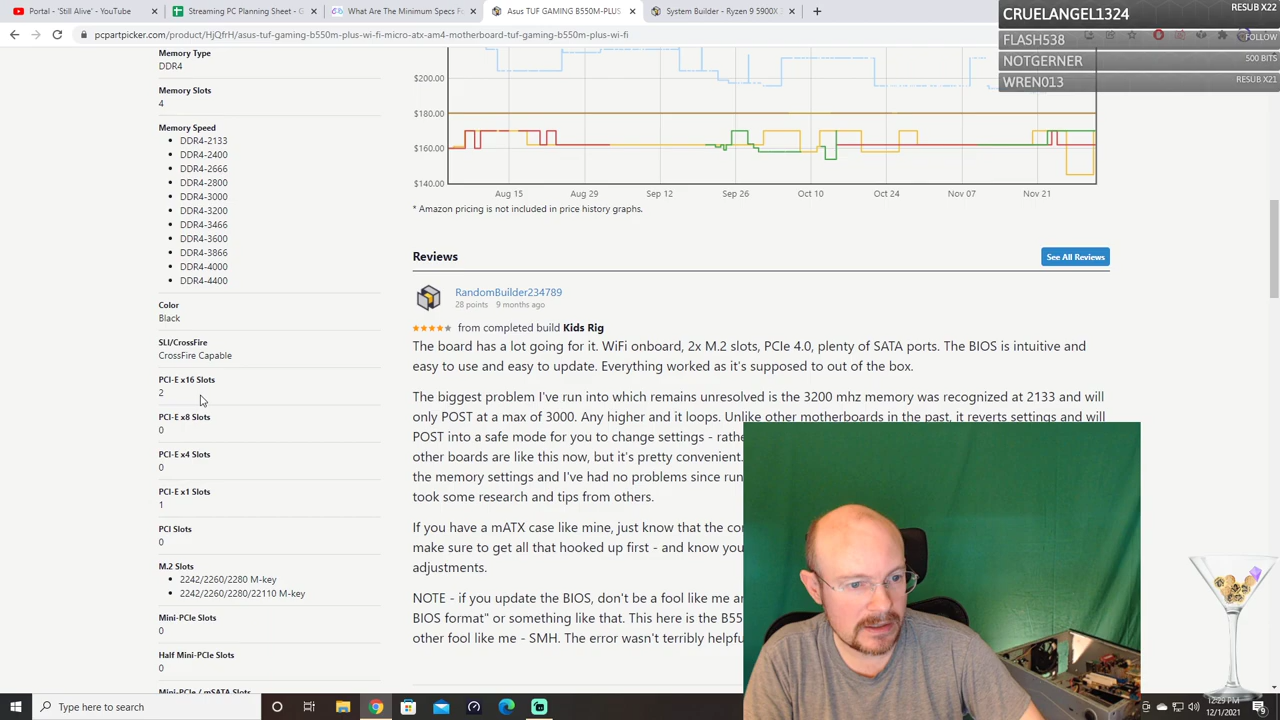 Portal - 'Still Alive' - YouTube
Streaming PC Planning Sheet - G
What Are The Minimum Specs Fo
Asus TUF GAMING B550M-PLUS
System Builder - Ryzen 9 5900X
pcpartpicker.com/product/HjQfrH/asus-tuf-gaming-b550m-plus-wi-fi-micro-atx-am4-motherboard-tuf-gaming-b550m-plus-wi-fi
CRUELANGEL1324 RESUB X22
FLASH538 FOLLOW
NOTGERNER 500 BITS
WREN013 RESUB X21
Memory Type
DDR4
Memory Slots
4
Memory Speed
DDR4-2133
DDR4-2400
DDR4-2666
DDR4-2800
DDR4-3000
DDR4-3200
DDR4-3466
DDR4-3600
DDR4-3866
DDR4-4000
DDR4-4400
Color
Black
SLI/CrossFire
CrossFire Capable
PCI-E x16 Slots
2
PCI-E x8 Slots
0
PCI-E x4 Slots
0
PCI-E x1 Slots
1
PCI Slots
0
M.2 Slots
2242/2260/2280 M-key
2242/2260/2280/22110 M-key
Mini-PCIe Slots
0
Half Mini-PCIe Slots
0
Mini-PCIe / mSATA Slots
$200.00
$180.00
$160.00
$140.00
Aug 15 Aug 29 Sep 12 Sep 26 Oct 10 Oct 24 Nov 07 Nov 21
* Amazon pricing is not included in price history graphs.
Reviews
See All Reviews
RandomBuilder234789
28 points 9 months ago
from completed build Kids Rig
The board has a lot going for it. WiFi onboard, 2x M.2 slots, PCIe 4.0, plenty of SATA ports. The BIOS is intuitive and
easy to use and easy to update. Everything worked as it's supposed to out of the box.
The biggest problem I've run into which remains unresolved is the 3200 mhz memory was recognized at 2133 and will
only POST at a max of 3000. Any higher and it loops. Unlike other motherboards in the past, it reverts settings and will
POST into a safe mode for you to change settings - rathe
other boards are like this now, but it's pretty convenient.
the memory settings and I've had no problems since run
took some research and tips from others.
If you have a mATX case like mine, just know that the co
make sure to get all that hooked up first - and know you
adjustments.
NOTE - if you update the BIOS, don't be a fool like me an
BIOS format" or something like that. This here is the B55
other fool like me - SMH. The error wasn't terribly helpfu
Type here to search
12:29 PM
12/1/2021